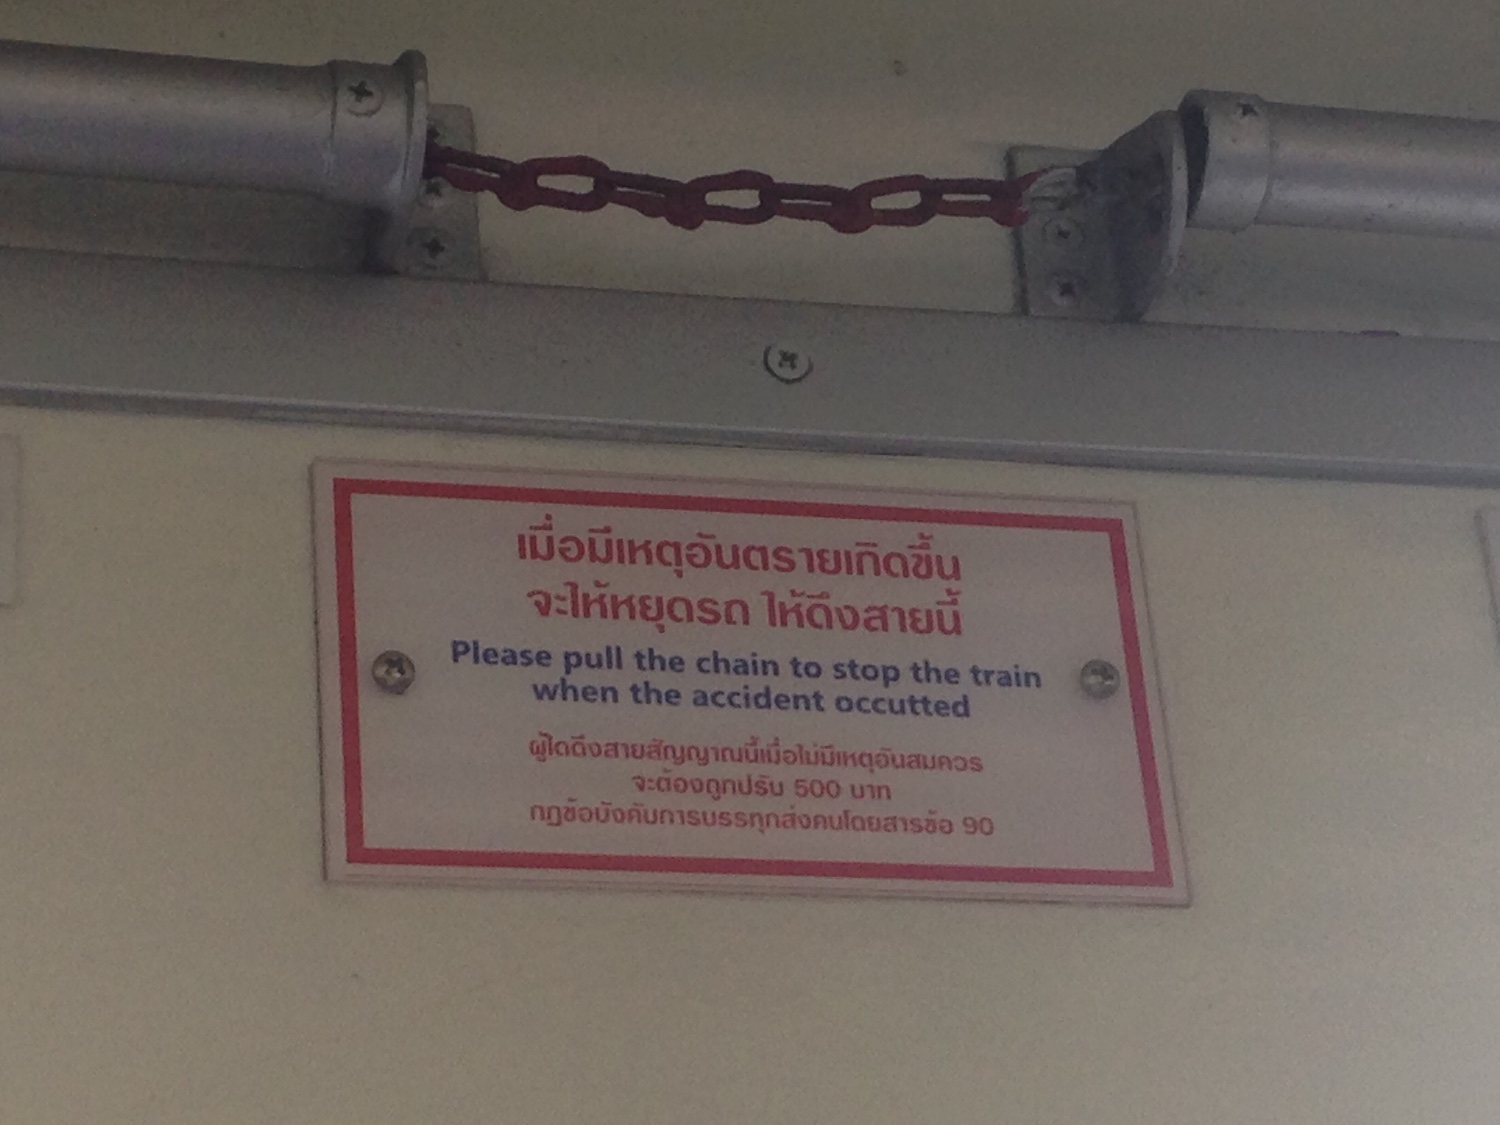 เมื่อมีเหตุอันตรายเกิดขึ้น
จะให้หยุดรถ ให้ดึงสายนี้
Please pull the chain to stop the train
when the accident occutted
ผู้ใดดึงสายสัญญาณนี้เมื่อไม่มีเหตุอันสมควร
จะต้องถูกปรับ 500 บาท
กฎข้อบังคับการบรรทุกส่งคนโดยสารข้อ 90